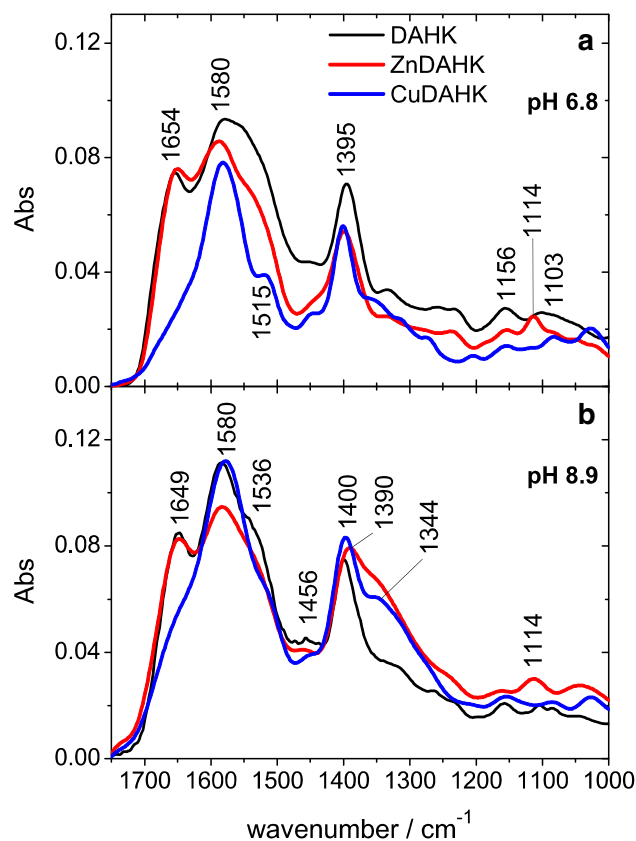 0.12
DAHK
a
ZnDAHK
CuDAHK
pH 6.8
1580
1654
1395
0.08
Abs
1114
0.04
1515
1156
1103
0.00
b
1580
0.12
pH 8.9
1649
1536
1400
1390
1344
0.08
Abs
1456
0.04
1114
0.00
1700 1600 1500 1400 1300 1200 1100 1000
wavenumber / cm⁻¹